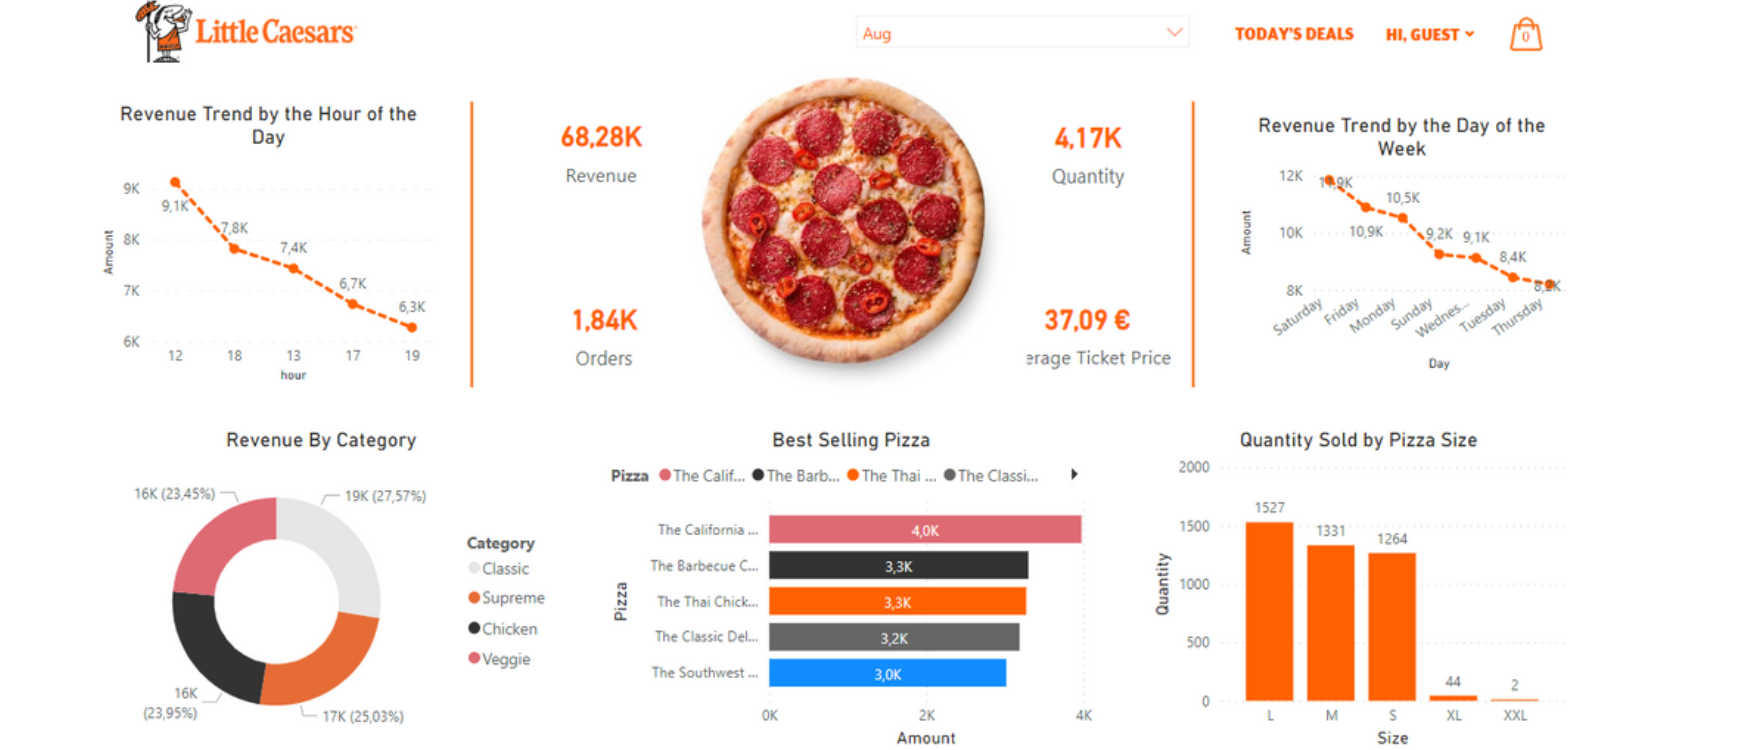 Little Caesars
Aug
TODAY'S DEALS
HI, GUEST
0
Revenue Trend by the Hour of the
Day
9K
8K
7K
6K
Amount
9,1K
7,8K
7,4K
6,7K
6,3K
12
18
13
17
19
hour
68,28K
Revenue
1,84K
Orders
4,17K
Quantity
37,09 €
erage Ticket Price
Revenue Trend by the Day of the
Week
12K
10K
8K
Amount
11,9K
10,9K
10,5K
9,2K
9,1K
8,4K
8,2K
Saturday
Friday
Monday
Sunday
Wednes...
Tuesday
Thursday
Day
Revenue By Category
16K (23,45%)
19K (27,57%)
16K
(23,95%)
17K (25,03%)
Category
Classic
Supreme
Chicken
Veggie
Best Selling Pizza
Pizza The Calif... The Barb... The Thai ... The Classi...
Pizza
The California ... 4,0K
The Barbecue C... 3,3K
The Thai Chick... 3,3K
The Classic Del... 3,2K
The Southwest ... 3,0K
0K 2K 4K
Amount
Quantity Sold by Pizza Size
2000
1500
1000
500
0
Quantity
1527
1331
1264
44
2
L
M
S
XL
XXL
Size